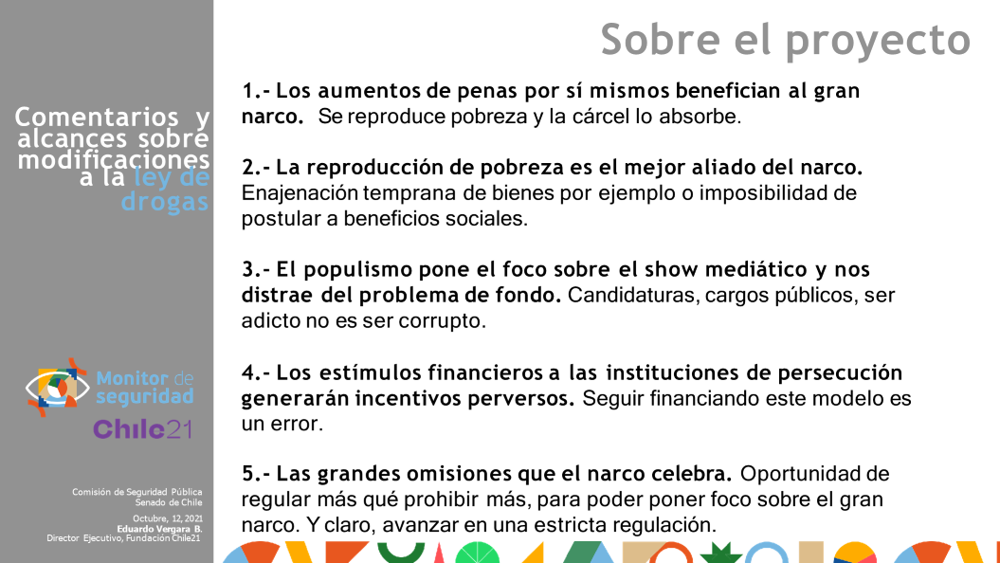 Sobre el proyecto
Comentarios y
alcances sobre
modificaciones
a la ley de
drogas
1.- Los aumentos de penas por sí mismos benefician al gran
narco. Se reproduce pobreza y la cárcel lo absorbe.
2.- La reproducción de pobreza es el mejor aliado del narco.
Enajenación temprana de bienes por ejemplo o imposibilidad de
postular a beneficios sociales.
3.- El populismo pone el foco sobre el show mediático y nos
distrae del problema de fondo. Candidaturas, cargos públicos, ser
adicto no es ser corrupto.
4.- Los estímulos financieros a las instituciones de persecución
generarán incentivos perversos. Seguir financiando este modelo es
un error.
5.- Las grandes omisiones que el narco celebra. Oportunidad de
regular más qué prohibir más, para poder poner foco sobre el gran
narco. Y claro, avanzar en una estricta regulación.
Monitor de
seguridad
Chile21
Comisión de Seguridad Pública
Senado de Chile
Octubre, 12, 2021
Eduardo Vergara B.
Director Ejecutivo, Fundación Chile21